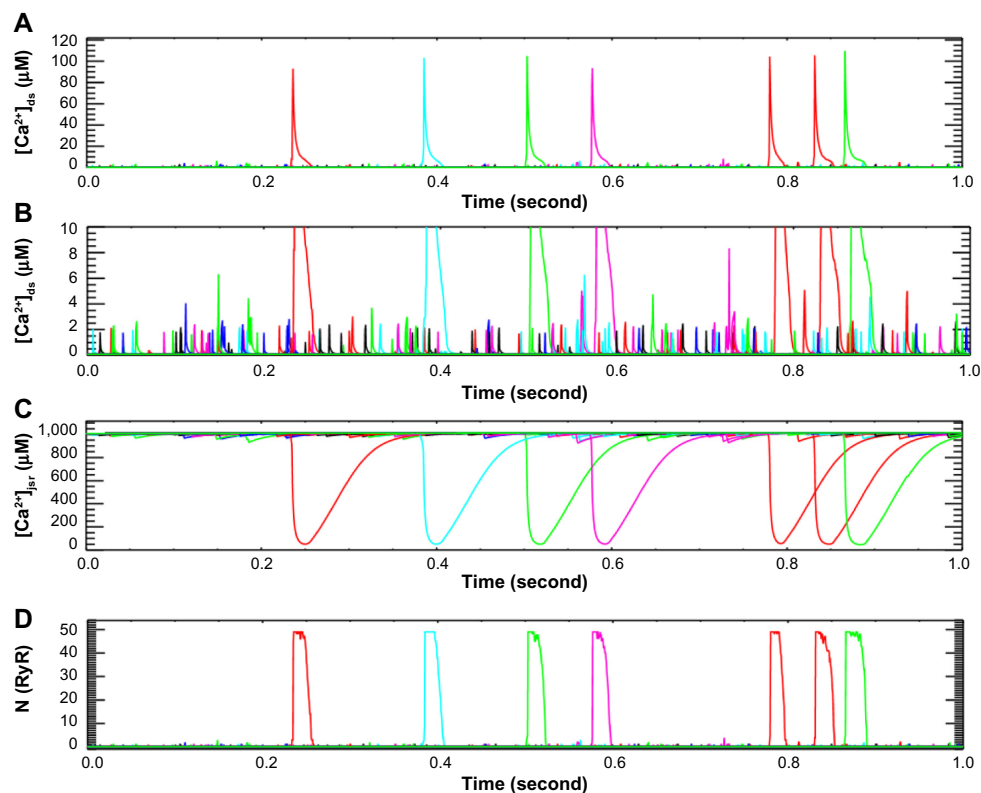 A
[Ca²⁺]ds (μM)
120
100
80
60
40
20
0
0.0 0.2 0.4 0.6 0.8 1.0
Time (second)
B
[Ca²⁺]ds (μM)
10
8
6
4
2
0
0.0 0.2 0.4 0.6 0.8 1.0
Time (second)
C
[Ca²⁺]jsr (μM)
1,000
800
600
400
200
0
0.0 0.2 0.4 0.6 0.8 1.0
Time (second)
D
N (RyR)
50
40
30
20
10
0
0.0 0.2 0.4 0.6 0.8 1.0
Time (second)